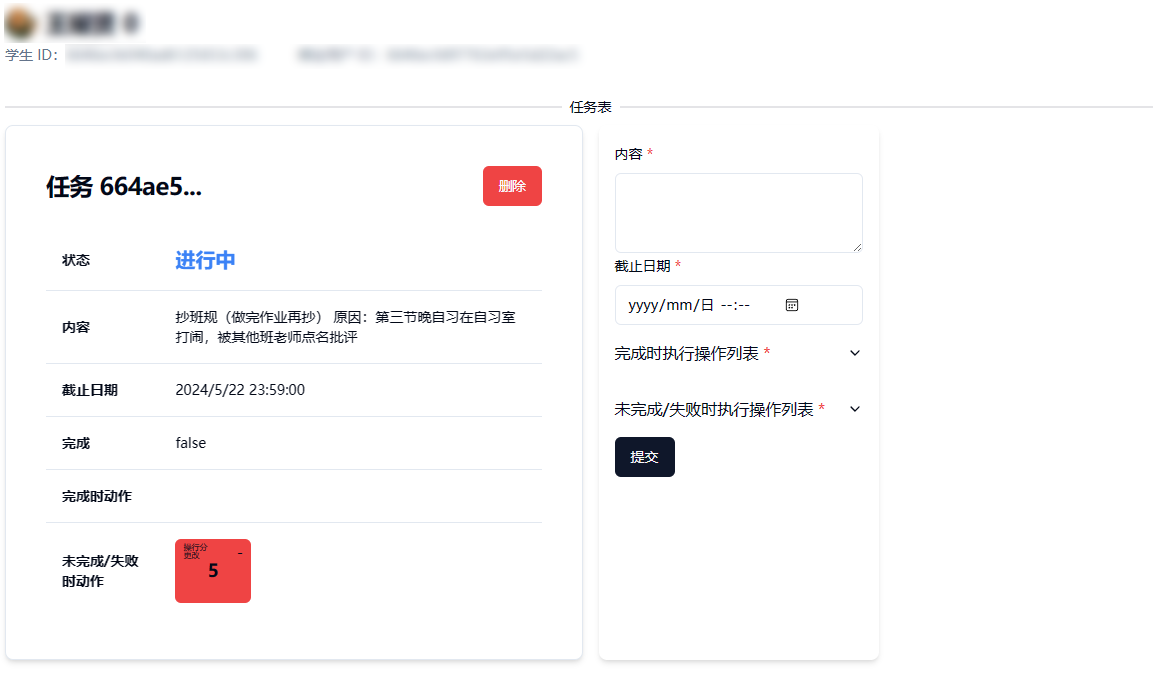 学生 ID：
任务表
任务 664ae5...
删除
状态
进行中
内容
抄班规（做完作业再抄） 原因：第三节晚自习在自习室
打闹，被其他班老师点名批评
截止日期
2024/5/22 23:59:00
完成
false
完成时动作
未完成/失败
时动作
操行分
更改
−
5
内容 *
截止日期 *
yyyy/mm/日 --:--
完成时执行操作列表 *
未完成/失败时执行操作列表 *
提交